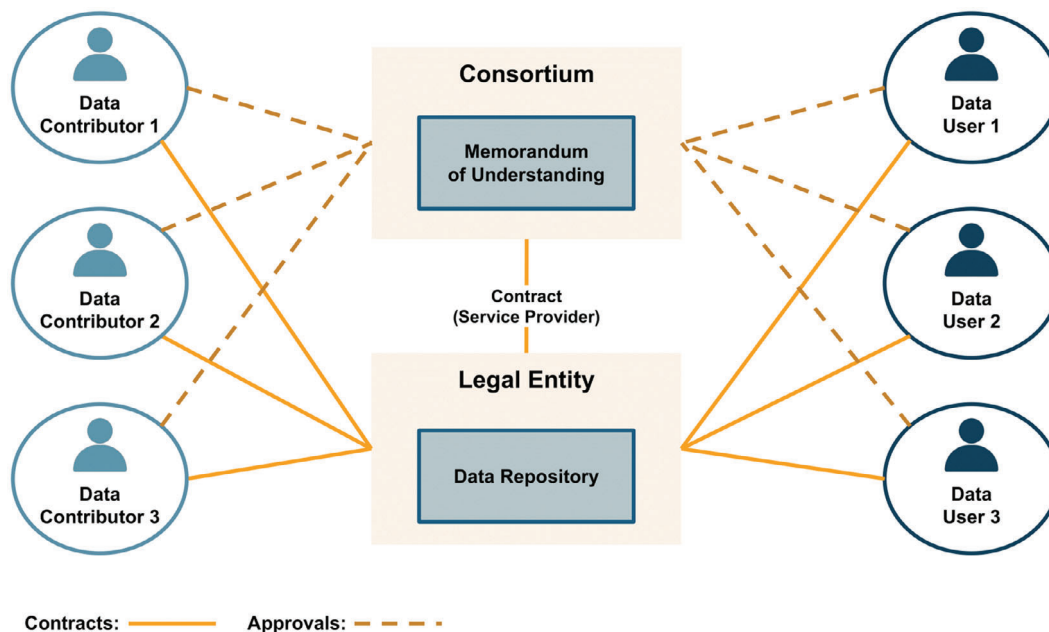 Data
Contributor 1
Data
Contributor 2
Data
Contributor 3
Consortium
Memorandum
of Understanding
Contract
(Service Provider)
Legal Entity
Data Repository
Data
User 1
Data
User 2
Data
User 3
Contracts:
Approvals: